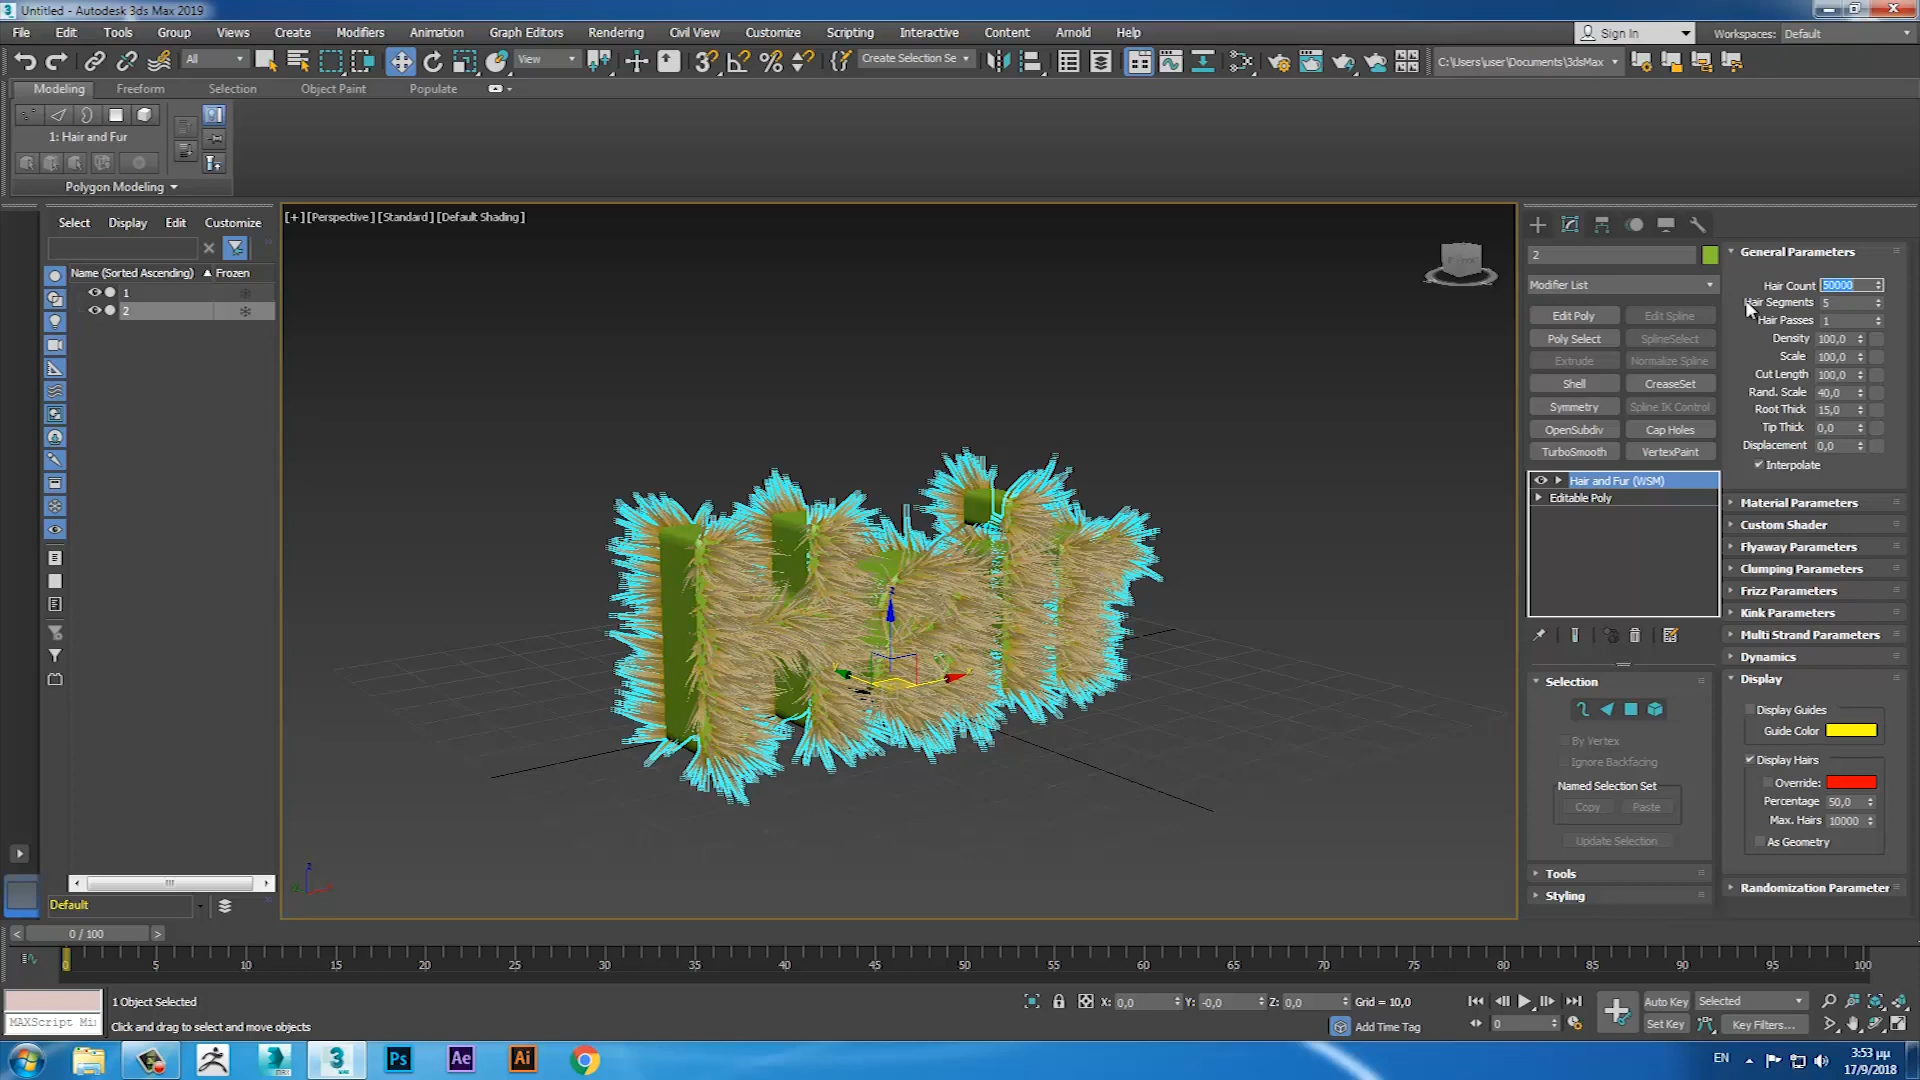 Untitled - Autodesk 3ds Max 2019
File Edit Tools Group Views Create Modifiers Animation Graph Editors Rendering Civil View Customize Scripting Interactive Content Arnold Help
Sign In Workspaces: Default
All View Create Selection Se C:\Users\user\Documents\3dsMax
Modeling Freeform Selection Object Paint Populate
1: Hair and Fur
Polygon Modeling
Select Display Edit Customize
Name (Sorted Ascending) Frozen
1
2
Default
[+] [Perspective] [Standard] [Default Shading]
2
Modifier List
Edit Poly Edit Spline
Poly Select SplineSelect
Extrude Normalize Spline
Shell CreaseSet
Symmetry Spline IK Control
OpenSubdiv Cap Holes
TurboSmooth VertexPaint
Hair and Fur (WSM)
Editable Poly
Selection
By Vertex
Ignore Backfacing
Named Selection Set
Copy Paste
Update Selection
Tools
Styling
General Parameters
Hair Count 50000
Hair Segments 5
Hair Passes 1
Density 100,0
Scale 100,0
Cut Length 100,0
Rand. Scale 40,0
Root Thick 15,0
Tip Thick 0,0
Displacement 0,0
Interpolate
Material Parameters
Custom Shader
Flyaway Parameters
Clumping Parameters
Frizz Parameters
Kink Parameters
Multi Strand Parameters
Dynamics
Display
Display Guides
Guide Color
Display Hairs
Override:
Percentage 50,0
Max. Hairs 10000
As Geometry
Randomization Parameter
0 / 100
0 5 10 15 20 25 30 35 40 45 50 55 60 65 70 75 80 85 90 95 100
1 Object Selected X: 0,0 Y: -0,0 Z: 0,0 Grid = 10,0 Auto Key Selected
MAXScript Mi Click and drag to select and move objects Add Time Tag 0 Set Key Key Filters...
Ps Ae Ai
EN
3:53 μμ
17/9/2018